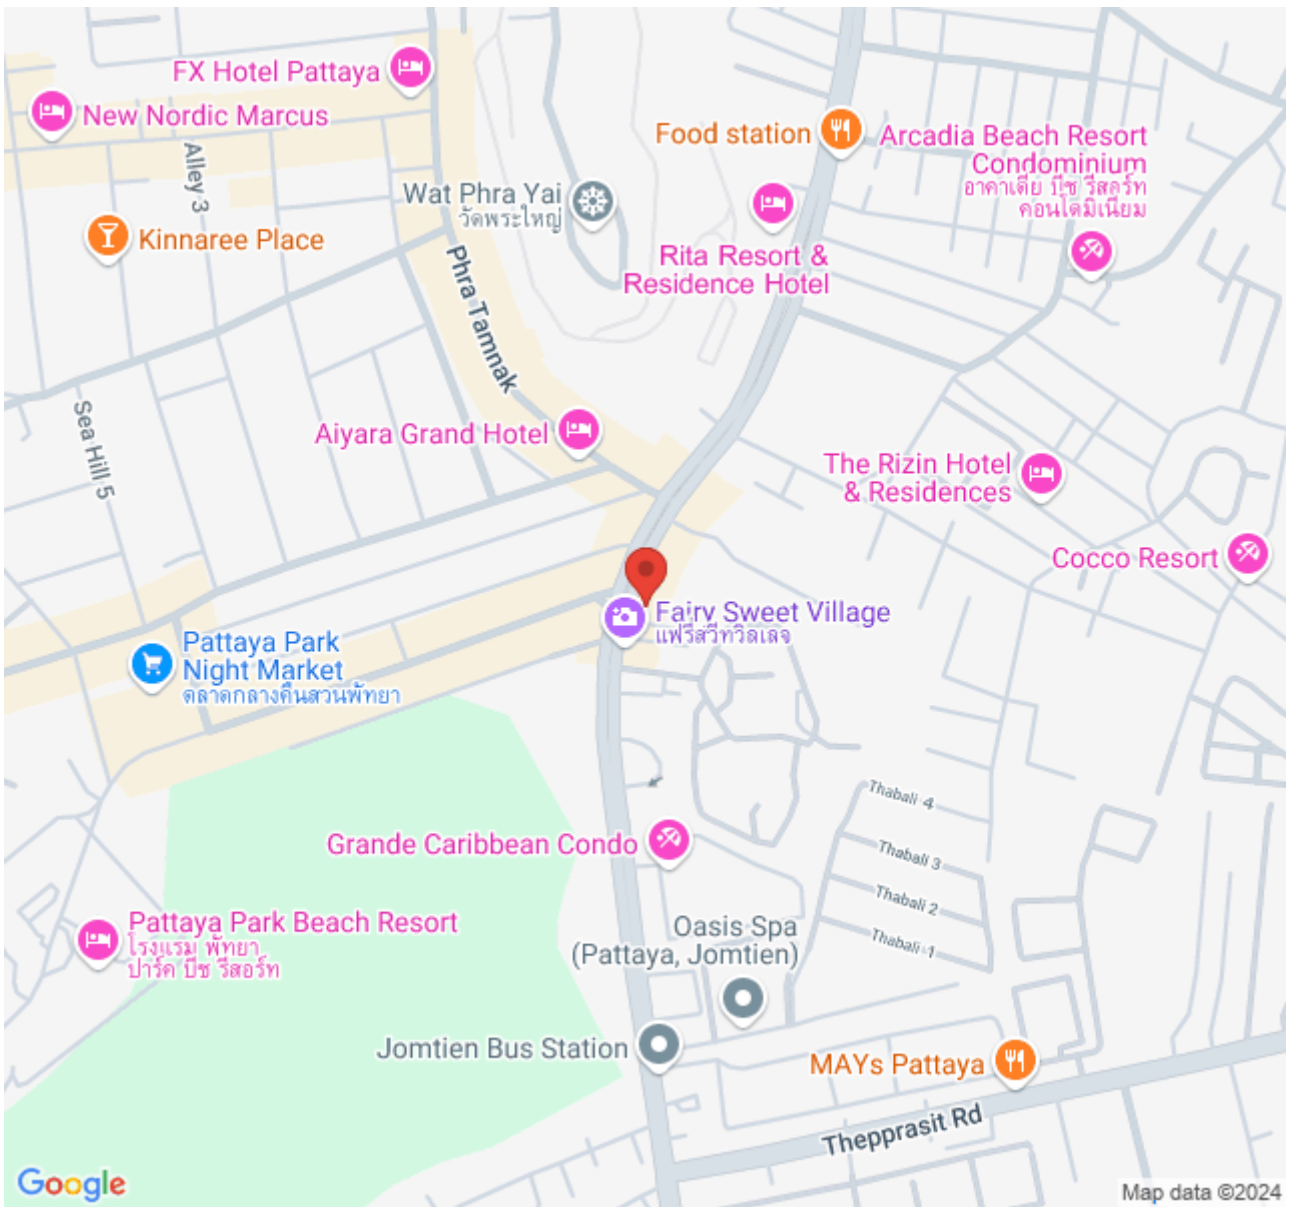 FX Hotel Pattaya
New Nordic Marcus
Food station
Arcadia Beach Resort
Condominium
อาคาเดีย บีช รีสอร์ท
คอนโดมิเนียม
Alley 3
Wat Phra Yai
วัดพระใหญ่
Kinnaree Place
Rita Resort &
Residence Hotel
Phra Tamnak
Sea Hill 5
Aiyara Grand Hotel
The Rizin Hotel
& Residences
Cocco Resort
Fairy Sweet Village
แฟรี่สวีทวิลเลจ
Pattaya Park
Night Market
ตลาดกลางคืนสวนพัทยา
Thabali 4
Grande Caribbean Condo
Thabali 3
Thabali 2
Pattaya Park Beach Resort
โรงแรม พัทยา
ปาร์ค บีช รีสอร์ท
Oasis Spa
(Pattaya, Jomtien)
Thabali 1
Jomtien Bus Station
MAYs Pattaya
Thepprasit Rd
Google
Map data ©2024